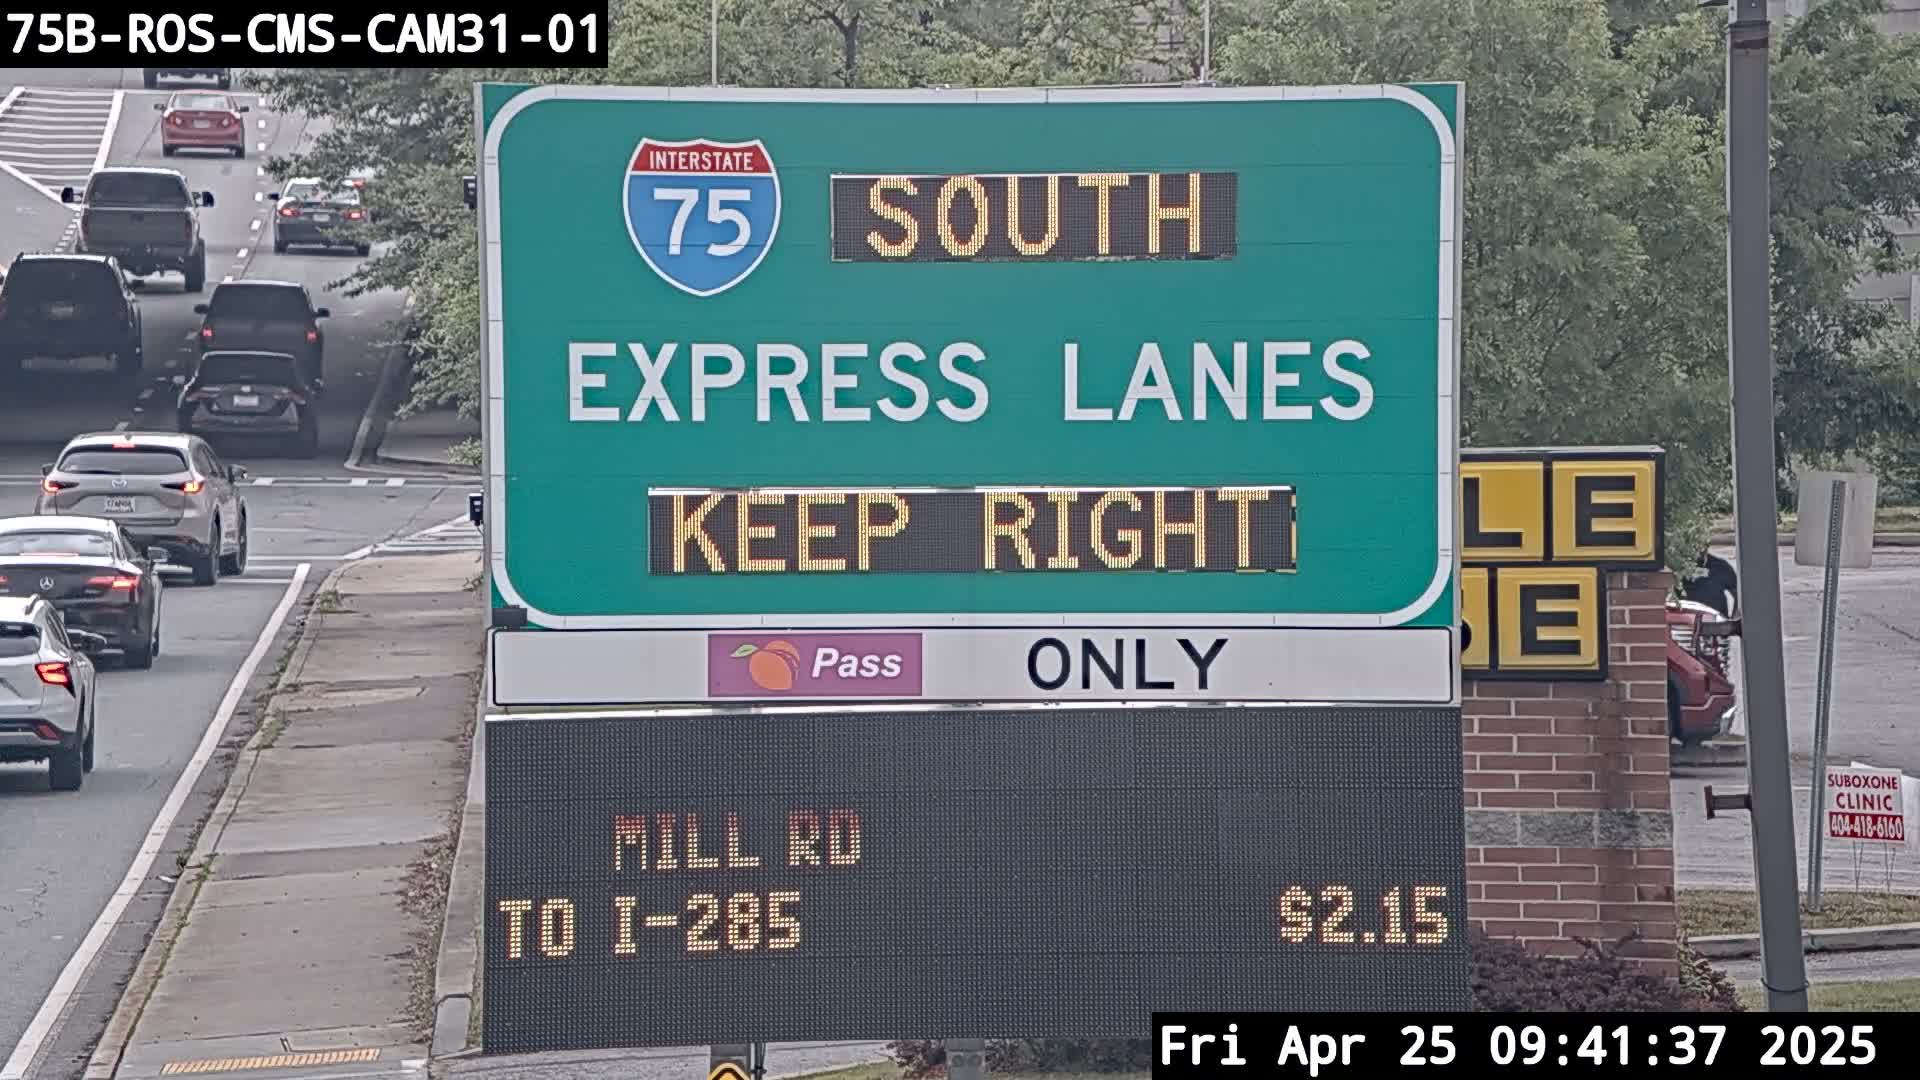 75B-ROS-CMS-CAM31-01
INTERSTATE
75
SOUTH
EXPRESS LANES
KEEP RIGHT
Pass ONLY
MILL RD
TO I-285 $2.15
LE
E
SUBOXONE
CLINIC
404-418-6160
Fri Apr 25 09:41:37 2025